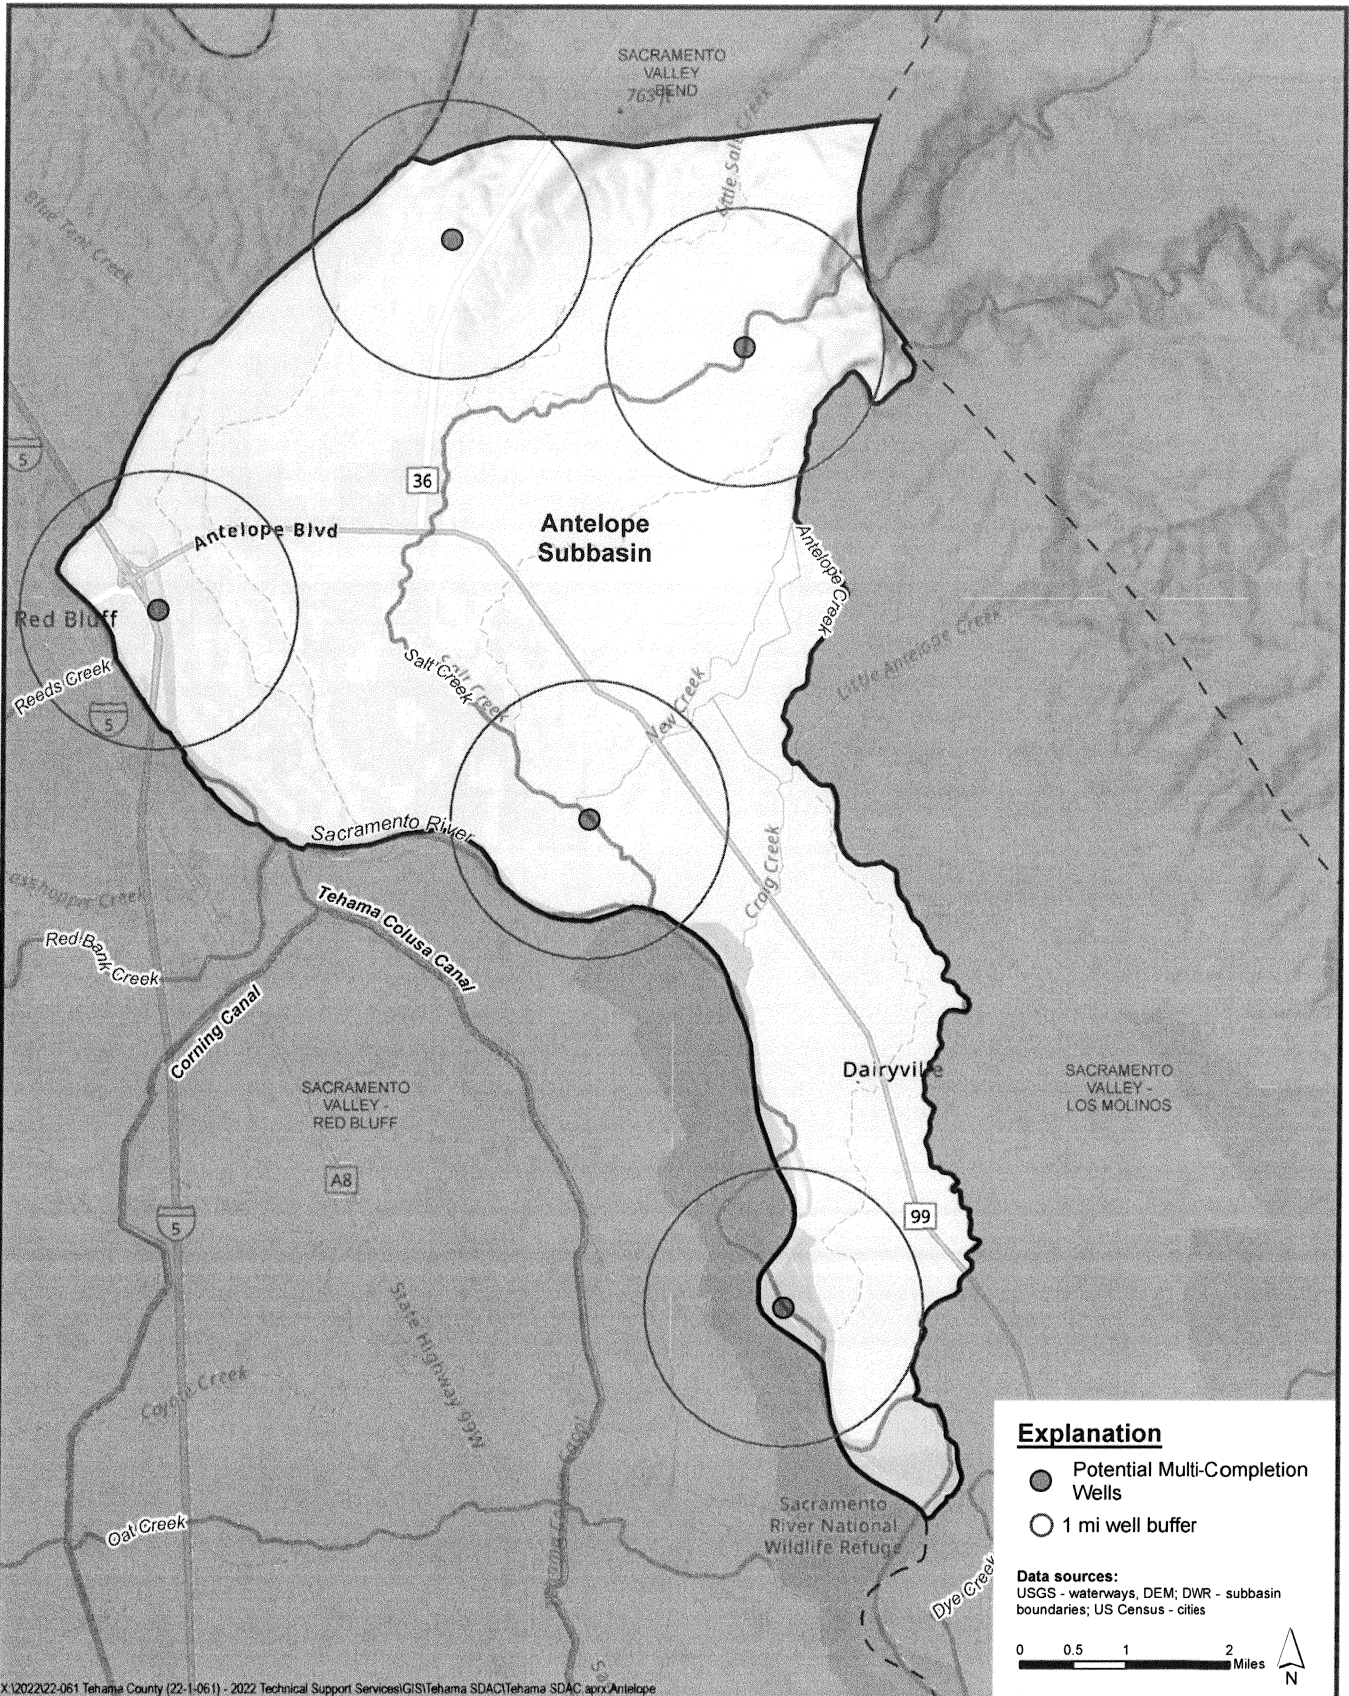 SACRAMENTO
VALLEY
BEND
763 ft
Little Salt Creek
Blue Tent Creek
5
36
Antelope Blvd
Antelope
Subbasin
Antelope Creek
Red Bluff
Little Antelope Creek
Reeds Creek
Salt Creek
Salt Creek
New Creek
5
Sacramento River
Craig Creek
Tehama Colusa Canal
Red Bank
Creek
Corning Canal
Dairyville
SACRAMENTO
VALLEY -
RED BLUFF
SACRAMENTO
VALLEY -
LOS MOLINOS
A8
99
5
State Highway 99W
Coyote Creek
Oat Creek
Sacramento
River National
Wildlife Refuge
Dye Creek
Explanation
Potential Multi-Completion
Wells
1 mi well buffer
Data sources:
USGS - waterways, DEM; DWR - subbasin
boundaries; US Census - cities
0 0.5 1 2
Miles
N
X:\2022\22-061 Tehama County (22-1-061) - 2022 Technical Support Services\GIS\Tehama SDAC\Tehama SDAC.aprx:Antelope